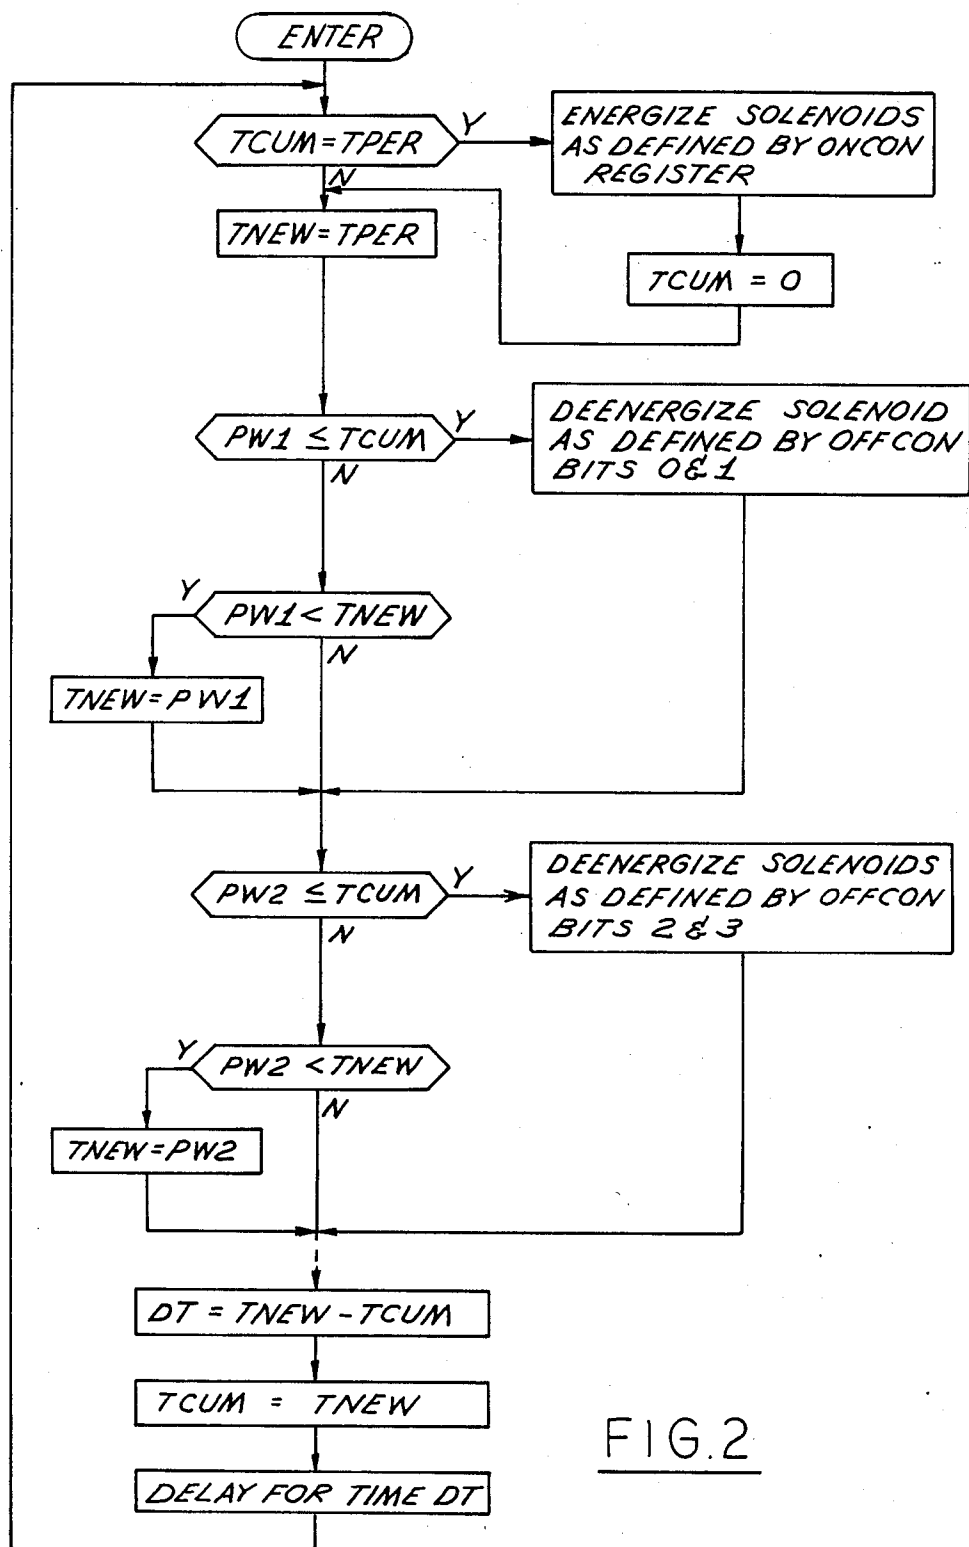 ENTER
TCUM=TPER
Y
N
ENERGIZE SOLENOIDS
AS DEFINED BY ONCON
REGISTER
TNEW=TPER
TCUM = 0
PW1 ≤ TCUM
Y
N
DEENERGIZE SOLENOID
AS DEFINED BY OFFCON
BITS 0&1
Y
PW1< TNEW
N
TNEW=PW1
PW2 ≤ TCUM
Y
N
DEENERGIZE SOLENOIDS
AS DEFINED BY OFFCON
BITS 2 & 3
Y
PW2 < TNEW
N
TNEW=PW2
DT = TNEW - TCUM
TCUM = TNEW
DELAY FOR TIME DT
FIG.2